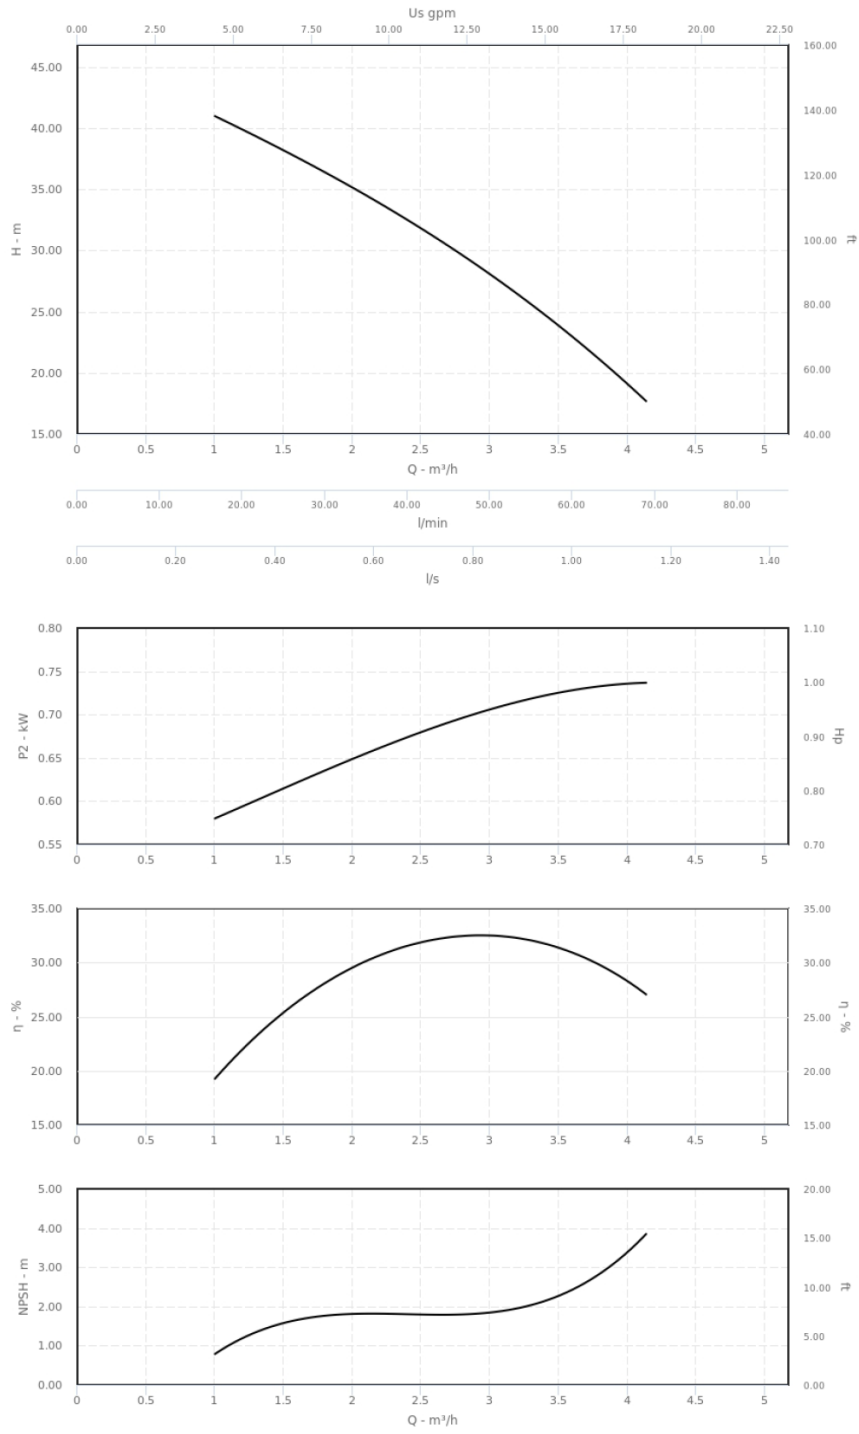 Us gpm
0.00 2.50 5.00 7.50 10.00 12.50 15.00 17.50 20.00 22.50
45.00
40.00
35.00
30.00
25.00
20.00
15.00
H - m
160.00
140.00
120.00
100.00
80.00
60.00
40.00
ft
0 0.5 1 1.5 2 2.5 3 3.5 4 4.5 5
Q - m³/h
0.00 10.00 20.00 30.00 40.00 50.00 60.00 70.00 80.00
l/min
0.00 0.20 0.40 0.60 0.80 1.00 1.20 1.40
l/s
0.80
0.75
0.70
0.65
0.60
0.55
P2 - kW
1.10
1.00
0.90
0.80
0.70
Hp
0 0.5 1 1.5 2 2.5 3 3.5 4 4.5 5
35.00
30.00
25.00
20.00
15.00
η - %
35.00
30.00
25.00
20.00
15.00
η - %
0 0.5 1 1.5 2 2.5 3 3.5 4 4.5 5
5.00
4.00
3.00
2.00
1.00
0.00
NPSH - m
20.00
15.00
10.00
5.00
0.00
ft
0 0.5 1 1.5 2 2.5 3 3.5 4 4.5 5
Q - m³/h